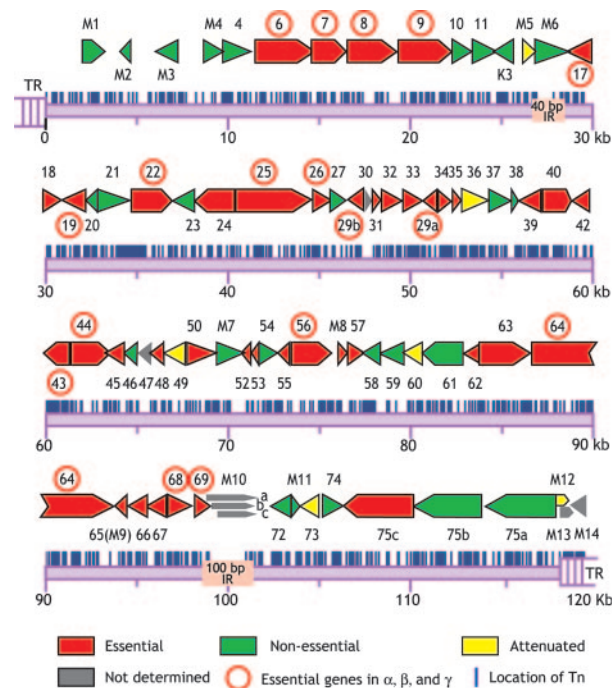 M1 M4 4 6 7 8 9 10 11 M5 M6
M2 M3 K3 17
TR
40 bp
IR
0 10 20 30 kb
18 21 22 25 26 27 30 32 33 34 35 36 37 38 40
19 20 23 24 29b 31 29a 39 42
30 40 50 60 kb
44 50 M7 54 56 M8 57 63 64
43 45 46 47 48 49 52 53 55 58 59 60 61 62
60 70 80 90 kb
64 68 69 M10 M11 74 M12
a
b
c
65(M9) 66 67 72 73 75c 75b 75a M13 M14
100 bp
IR
TR
90 100 110 120 Kb
Essential Non-essential Attenuated
Not determined Essential genes in α, β, and γ Location of Tn